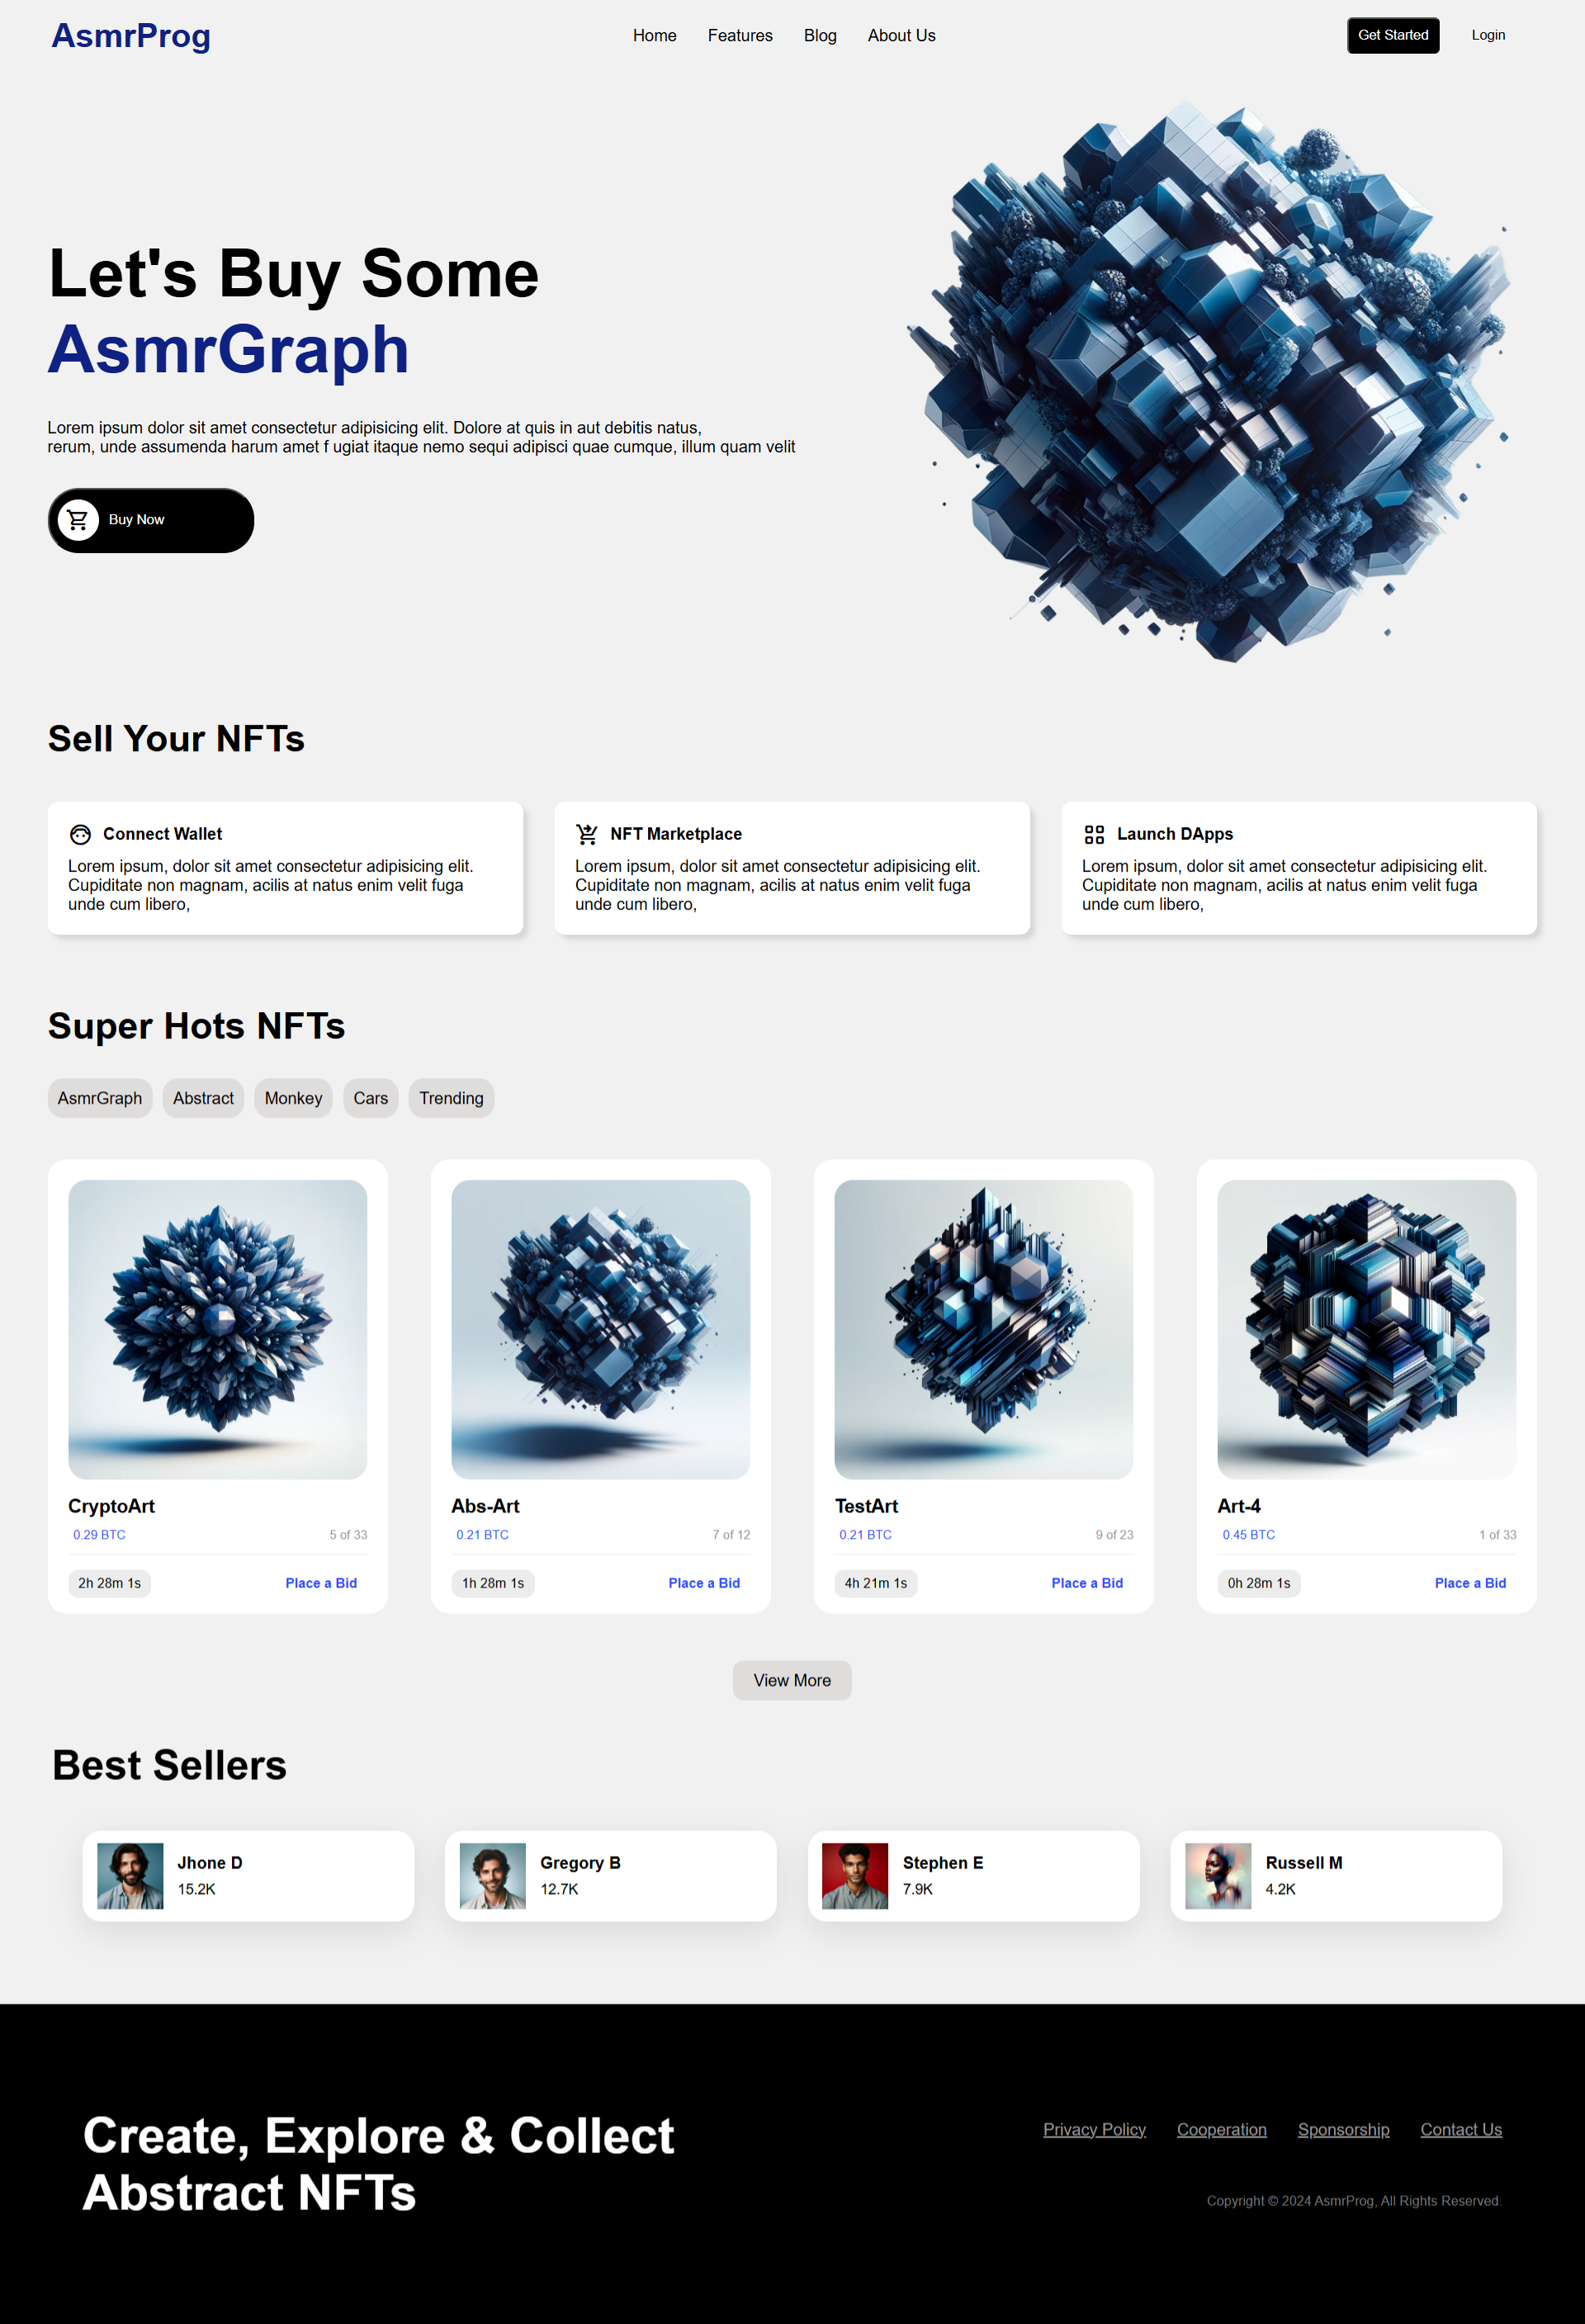 AsmrProg
Home
Features
Blog
About Us
Get Started
Login
Let's Buy Some
AsmrGraph
Lorem ipsum dolor sit amet consectetur adipisicing elit. Dolore at quis in aut debitis natus,
rerum, unde assumenda harum amet f ugiat itaque nemo sequi adipisci quae cumque, illum quam velit
Buy Now
Sell Your NFTs
Connect Wallet
Lorem ipsum, dolor sit amet consectetur adipisicing elit.
Cupiditate non magnam, acilis at natus enim velit fuga
unde cum libero,
NFT Marketplace
Lorem ipsum, dolor sit amet consectetur adipisicing elit.
Cupiditate non magnam, acilis at natus enim velit fuga
unde cum libero,
Launch DApps
Lorem ipsum, dolor sit amet consectetur adipisicing elit.
Cupiditate non magnam, acilis at natus enim velit fuga
unde cum libero,
Super Hots NFTs
AsmrGraph
Abstract
Monkey
Cars
Trending
CryptoArt
0.29 BTC
5 of 33
2h 28m 1s
Place a Bid
Abs-Art
0.21 BTC
7 of 12
1h 28m 1s
Place a Bid
TestArt
0.21 BTC
9 of 23
4h 21m 1s
Place a Bid
Art-4
0.45 BTC
1 of 33
0h 28m 1s
Place a Bid
View More
Best Sellers
Jhone D
15.2K
Gregory B
12.7K
Stephen E
7.9K
Russell M
4.2K
Create, Explore & Collect
Abstract NFTs
Privacy Policy
Cooperation
Sponsorship
Contact Us
Copyright © 2024 AsmrProg, All Rights Reserved.